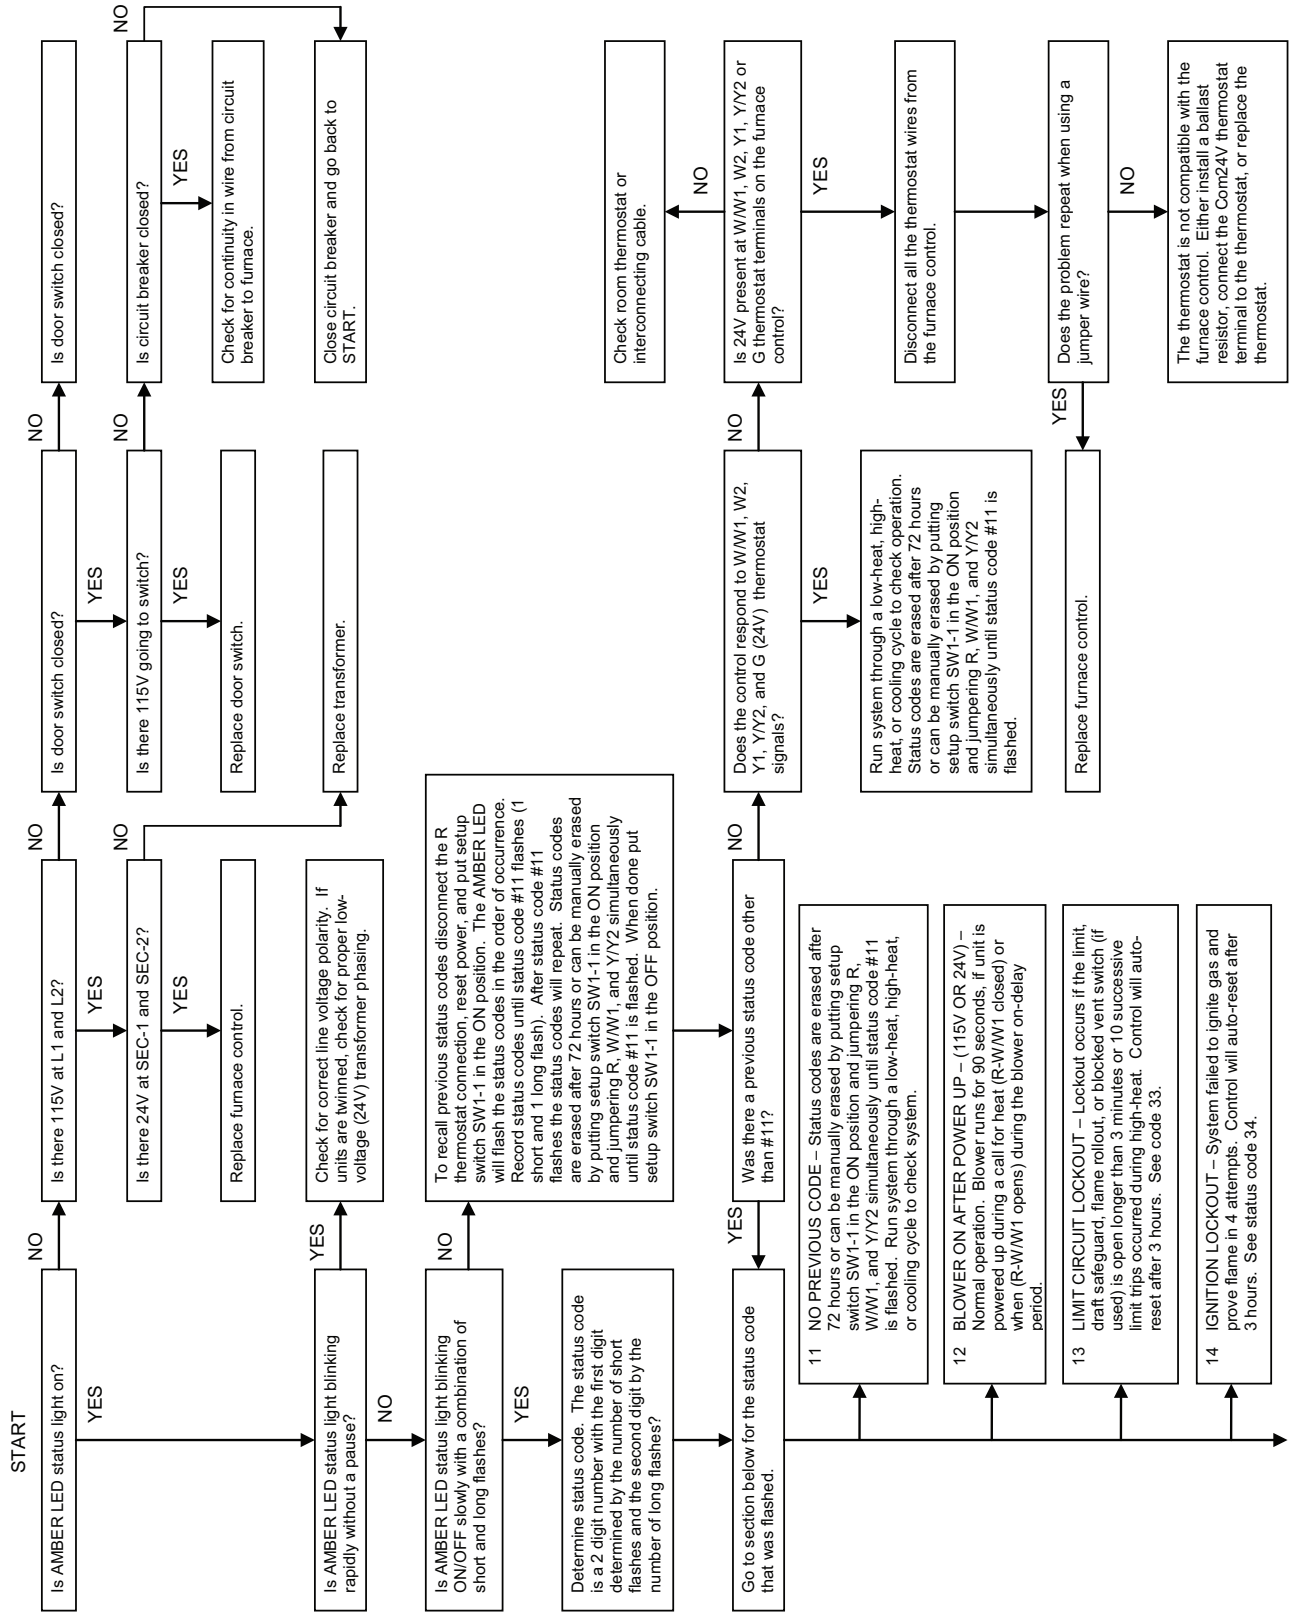 START
Is AMBER LED status light on?
NO
YES
Is there 115V at L1 and L2?
NO
YES
Is door switch closed?
NO
YES
Is door switch closed?
Is there 24V at SEC-1 and SEC-2?
NO
YES
Is there 115V going to switch?
NO
YES
Is circuit breaker closed?
NO
YES
Replace furnace control.
Replace door switch.
Check for continuity in wire from circuit
breaker to furnace.
Is AMBER LED status light blinking
rapidly without a pause?
YES
NO
Check for correct line voltage polarity. If
units are twinned, check for proper low-
voltage (24V) transformer phasing.
Replace transformer.
Close circuit breaker and go back to
START.
Is AMBER LED status light blinking
ON/OFF slowly with a combination of
short and long flashes?
NO
YES
To recall previous status codes disconnect the R
thermostat connection, reset power, and put setup
switch SW1-1 in the ON position. The AMBER LED
will flash the status codes in the order of occurrence.
Record status codes until status code #11 flashes (1
short and 1 long flash). After status code #11
flashes the status codes will repeat. Status codes
are erased after 72 hours or can be manually erased
by putting setup switch SW1-1 in the ON position
and jumpering R, W/W1, and Y/Y2 simultaneously
until status code #11 is flashed. When done put
setup switch SW1-1 in the OFF position.
Determine status code. The status code
is a 2 digit number with the first digit
determined by the number of short
flashes and the second digit by the
number of long flashes?
Check room thermostat or
interconnecting cable.
Go to section below for the status code
that was flashed.
YES
Was there a previous status code other
than #11?
NO
Does the control respond to W/W1, W2,
Y1, Y/Y2, and G (24V) thermostat
signals?
NO
YES
Is 24V present at W/W1, W2, Y1, Y/Y2 or
G thermostat terminals on the furnace
control?
NO
YES
Run system through a low-heat, high-
heat, or cooling cycle to check operation.
Status codes are erased after 72 hours
or can be manually erased by putting
setup switch SW1-1 in the ON position
and jumpering R, W/W1, and Y/Y2
simultaneously until status code #11 is
flashed.
Disconnect all the thermostat wires from
the furnace control.
Replace furnace control.
YES
Does the problem repeat when using a
jumper wire?
NO
The thermostat is not compatible with the
furnace control. Either install a ballast
resistor, connect the Com24V thermostat
terminal to the thermostat, or replace the
thermostat.
11 NO PREVIOUS CODE – Status codes are erased after
72 hours or can be manually erased by putting setup
switch SW1-1 in the ON position and jumpering R,
W/W1, and Y/Y2 simultaneously until status code #11
is flashed. Run system through a low-heat, high-heat,
or cooling cycle to check system.
12 BLOWER ON AFTER POWER UP – (115V OR 24V) –
Normal operation. Blower runs for 90 seconds, if unit is
powered up during a call for heat (R-W/W1 closed) or
when (R-W/W1 opens) during the blower on-delay
period.
13 LIMIT CIRCUIT LOCKOUT – Lockout occurs if the limit,
draft safeguard, flame rollout, or blocked vent switch (if
used) is open longer than 3 minutes or 10 successive
limit trips occurred during high-heat. Control will auto-
reset after 3 hours. See code 33.
14 IGNITION LOCKOUT – System failed to ignite gas and
prove flame in 4 attempts. Control will auto-reset after
3 hours. See status code 34.